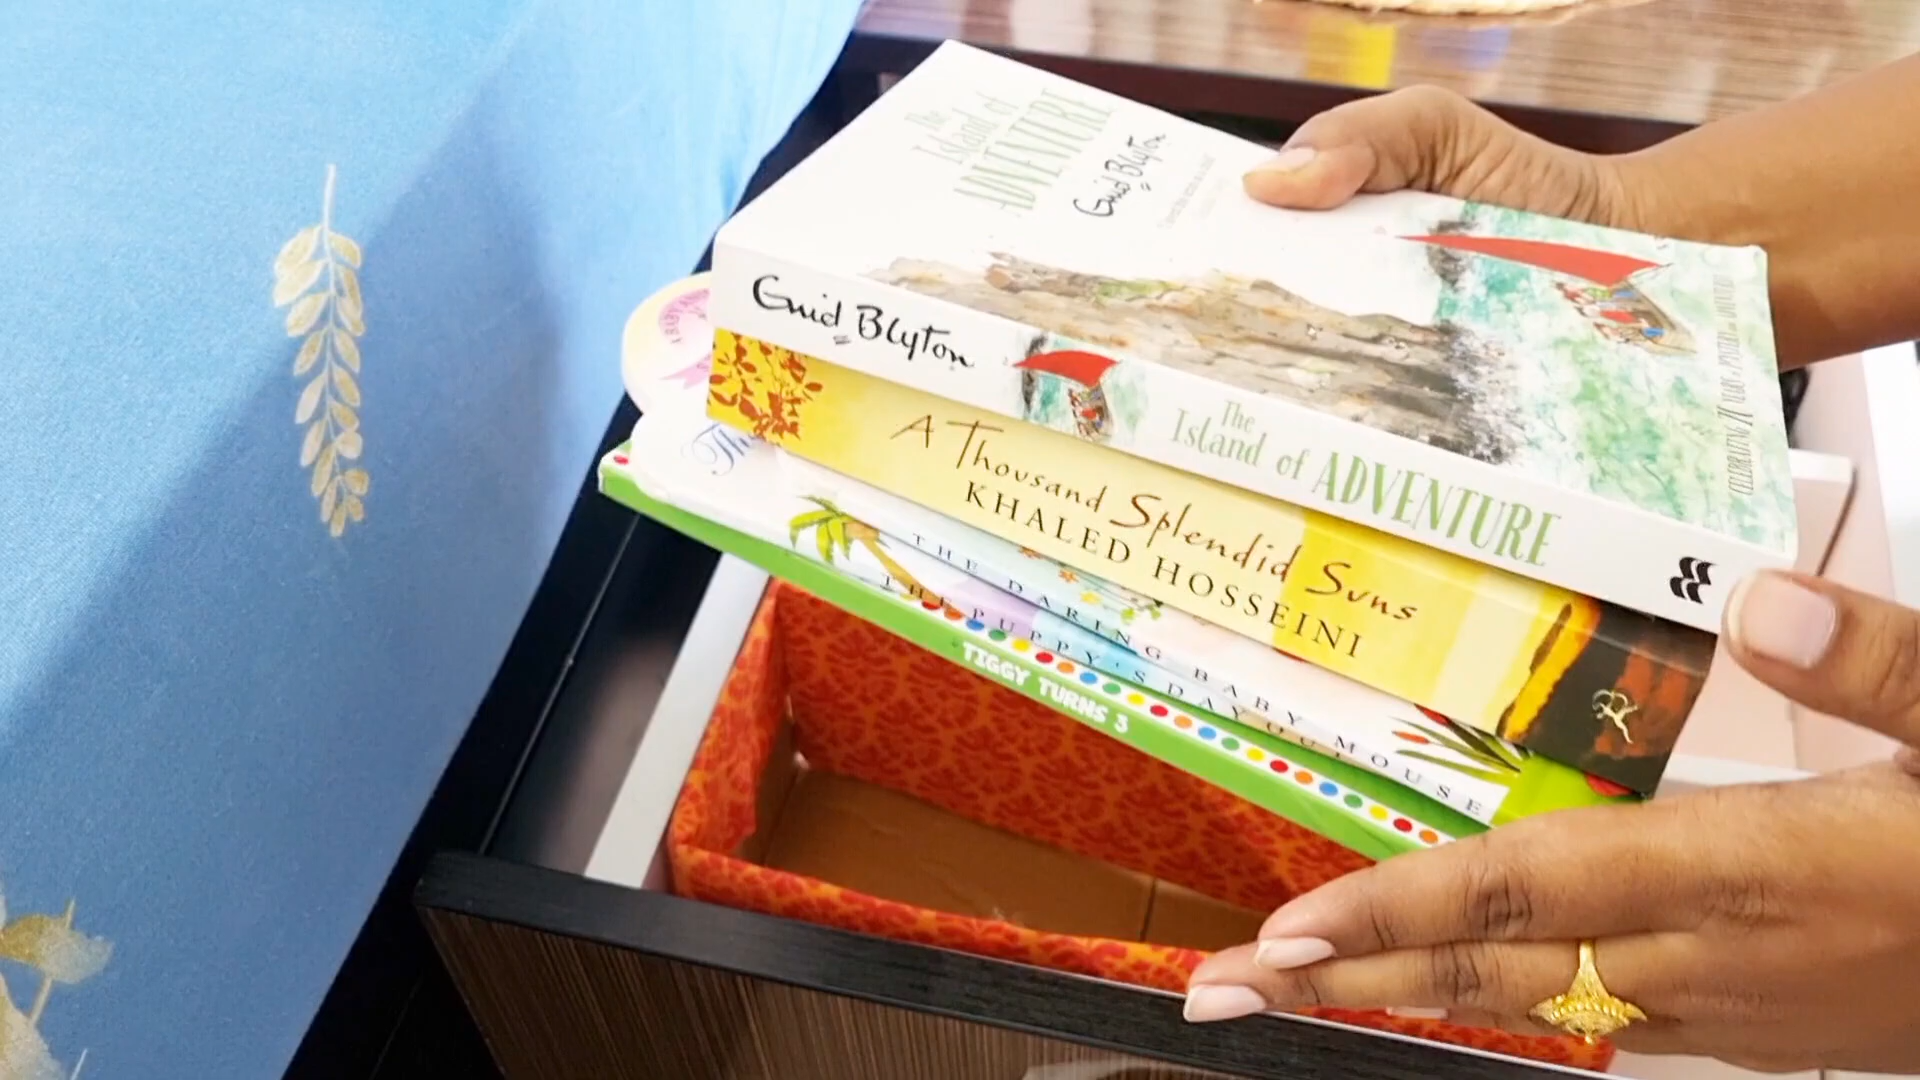 The
Island of
ADVENTURE
Enid Blyton
Enid Blyton
The
Island of ADVENTURE
A Thousand Splendid Suns
KHALED HOSSEINI
THE DARING BABY MOUSE
THE PUPPY'S DAY OUT
TIGGY TURNS 3